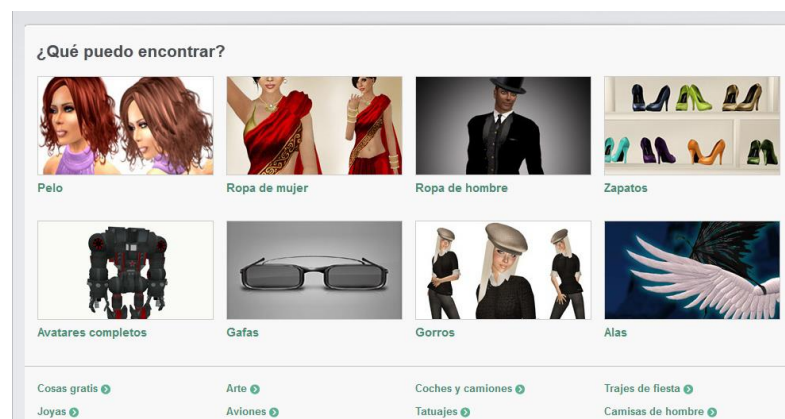 ¿Qué puedo encontrar?
Pelo
Ropa de mujer
Ropa de hombre
Zapatos
Avatares completos
Gafas
Gorros
Alas
Cosas gratis
Arte
Coches y camiones
Trajes de fiesta
Joyas
Aviones
Tatuajes
Camisas de hombre